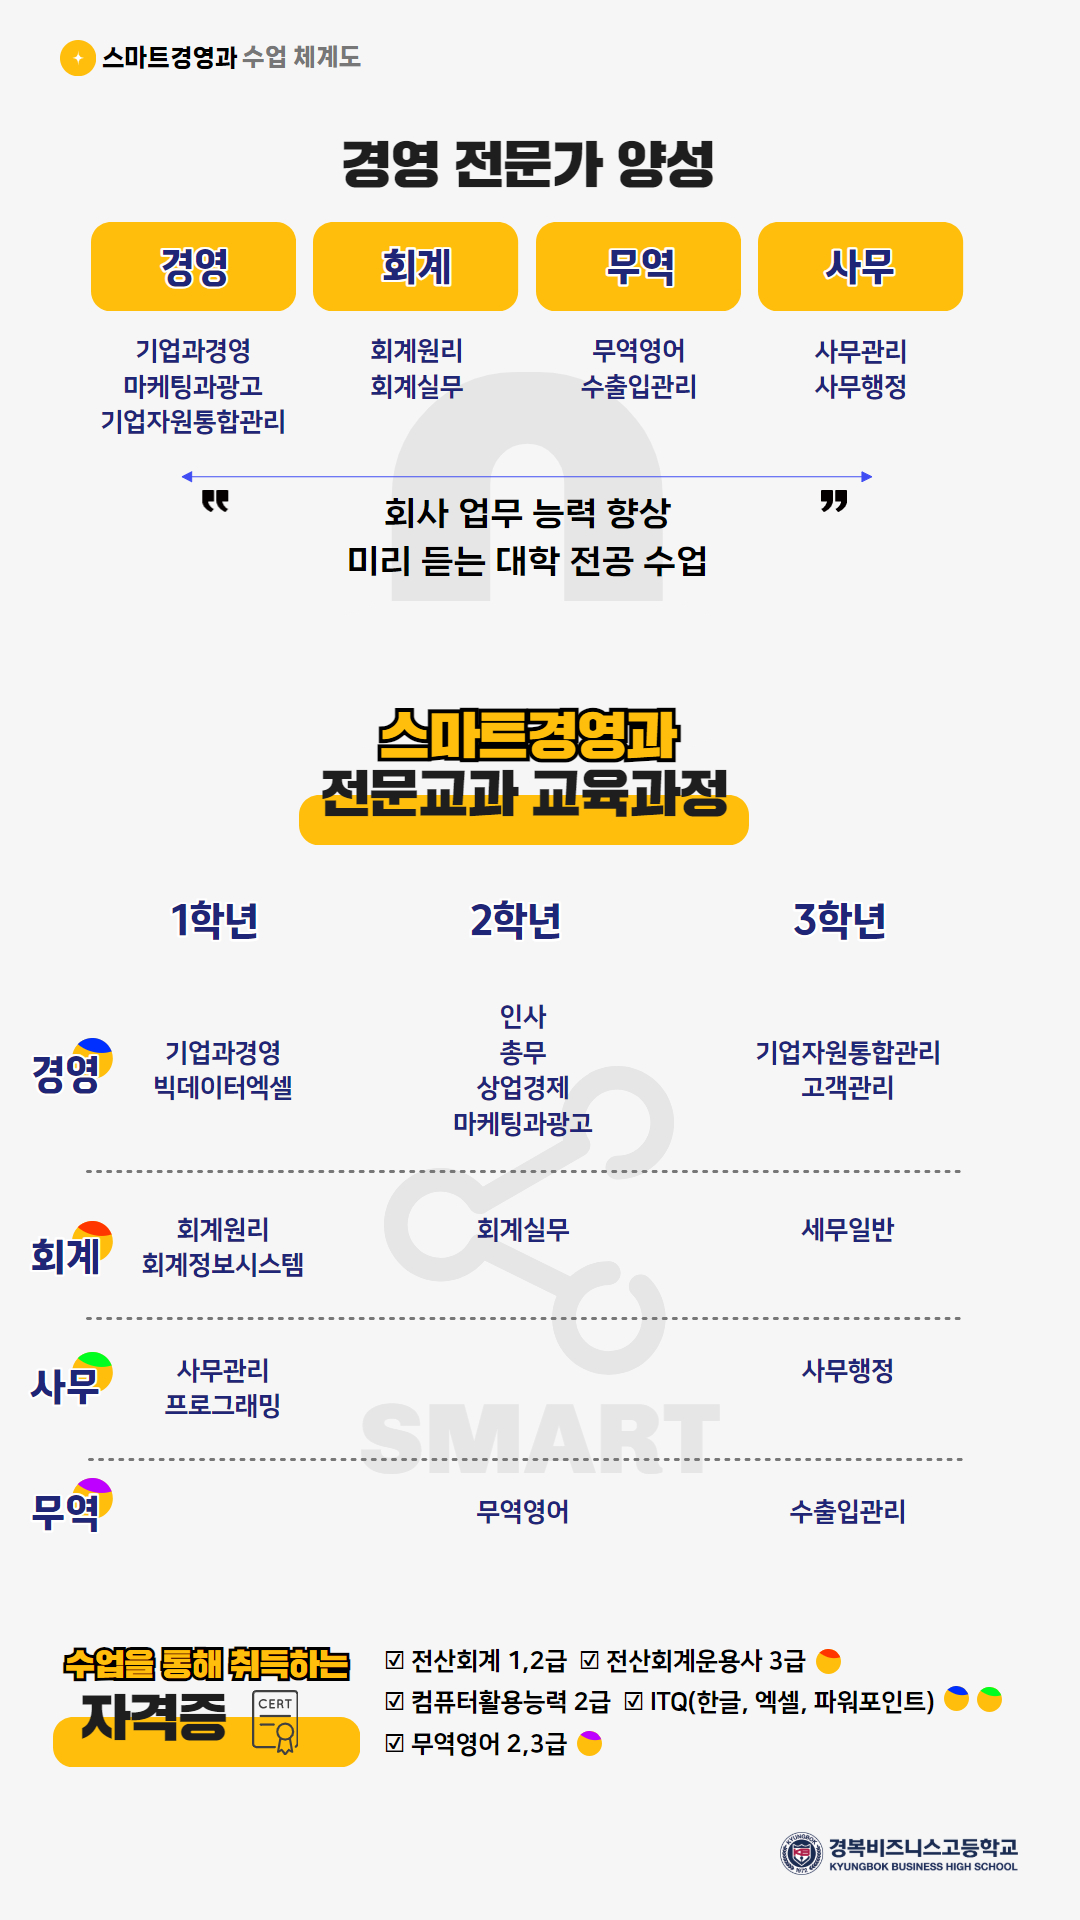 스마트경영과 수업 체계도
경영 전문가 양성
경영 회계 무역 사무
기업과경영 회계원리 무역영어 사무관리
마케팅과광고 회계실무 수출입관리 사무행정
기업자원통합관리
회사 업무 능력 향상
미리 듣는 대학 전공 수업
스마트경영과
전문교과 교육과정
1학년 2학년 3학년
경영
기업과경영
빅데이터엑셀
인사
총무
상업경제
마케팅과광고
기업자원통합관리
고객관리
회계
회계원리
회계정보시스템
회계실무
세무일반
사무
사무관리
프로그래밍
사무행정
SMART
무역
무역영어
수출입관리
수업을 통해 취득하는
자격증
CERT
☑ 전산회계 1,2급 ☑ 전산회계운용사 3급
☑ 컴퓨터활용능력 2급 ☑ ITQ(한글, 엑셀, 파워포인트)
☑ 무역영어 2,3급
KYUNGBOK
1972
경복비즈니스고등학교
KYUNGBOK BUSINESS HIGH SCHOOL